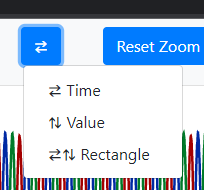 ⇄ Reset Zoom
⇄ Time
⇅ Value
⇄⇅ Rectangle